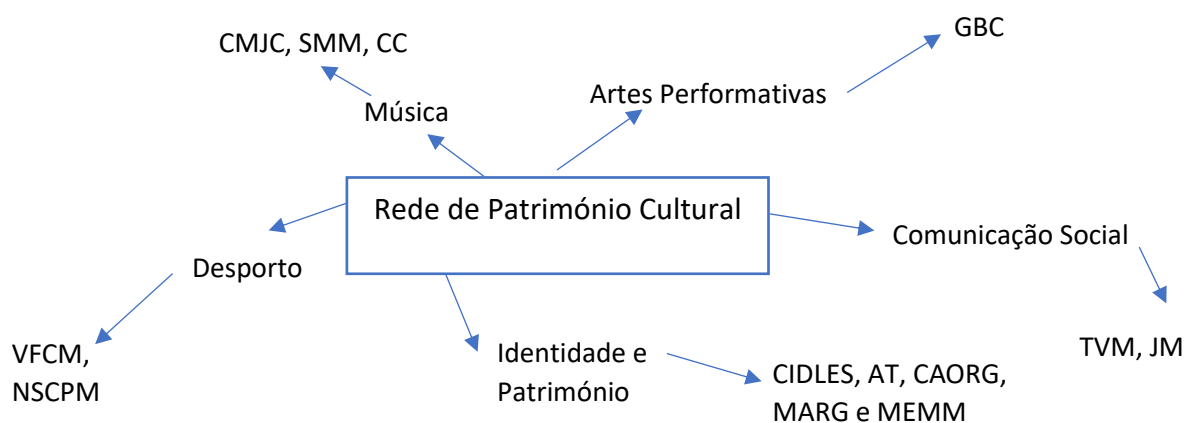 GBC
CMJC, SMM, CC
Artes Performativas
Música
Rede de Património Cultural
Comunicação Social
Desporto
VFCM,
NSCPM
Identidade e
Património
TVM, JM
CIDLES, AT, CAORG,
MARG e MEMM